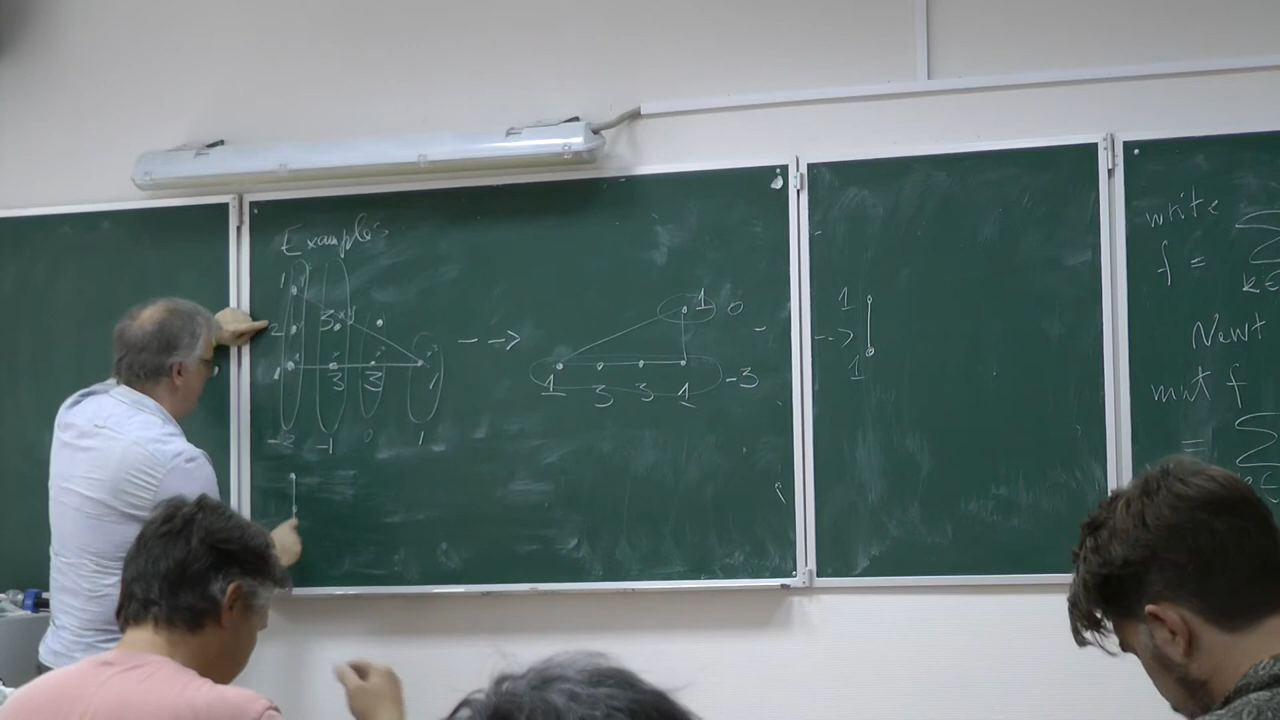 Examples
1
2 3
1 3 3 1
-2 -1 0 1
-->
1 0
1 3 3 1 -3
-->
1
1
write
f = Σ
Newt
mut f
= Σ